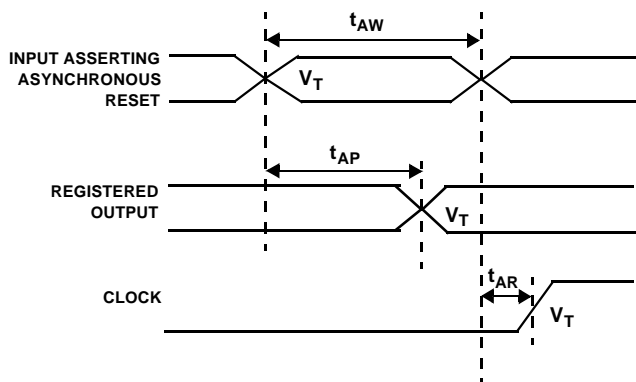 tAW
INPUT ASSERTING
ASYNCHRONOUS
RESET
VT
tAP
REGISTERED
OUTPUT
VT
tAR
CLOCK
VT